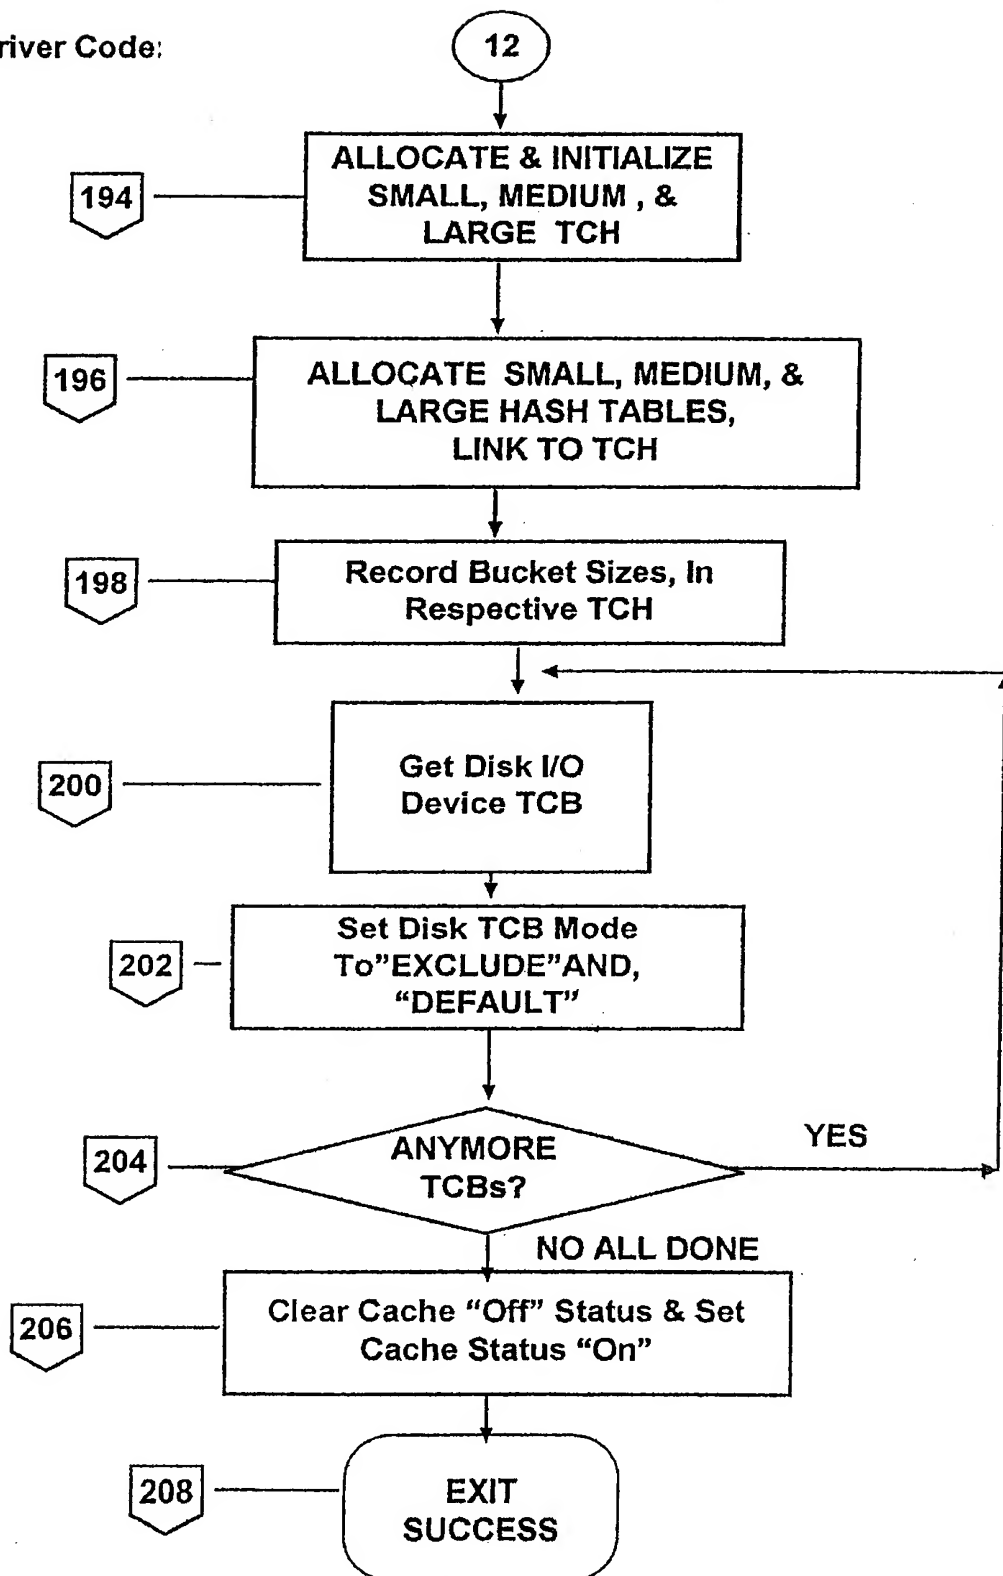 river Code:
12
194
ALLOCATE & INITIALIZE
SMALL, MEDIUM , &
LARGE TCH
196
ALLOCATE SMALL, MEDIUM, &
LARGE HASH TABLES,
LINK TO TCH
198
Record Bucket Sizes, In
Respective TCH
200
Get Disk I/O
Device TCB
202
Set Disk TCB Mode
To”EXCLUDE”AND,
“DEFAULT”
204
ANYMORE
TCBs?
YES
NO ALL DONE
206
Clear Cache “Off” Status & Set
Cache Status “On”
208
EXIT
SUCCESS